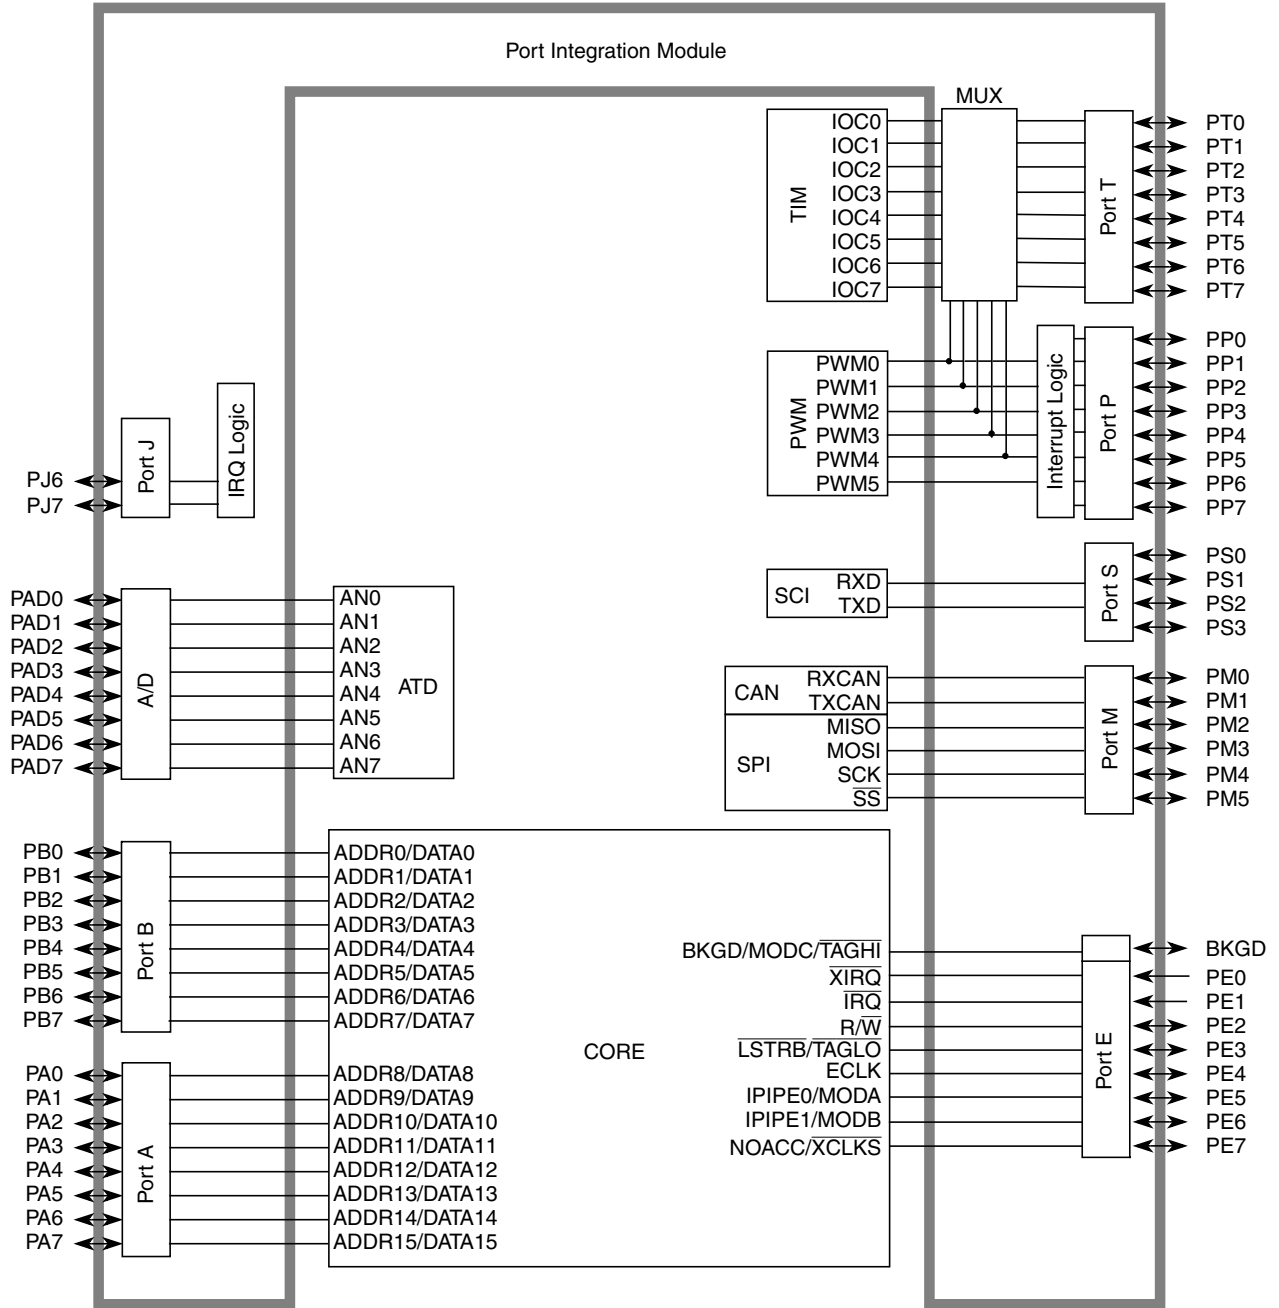 Port Integration Module
MUX
TIM
IOC0
IOC1
IOC2
IOC3
IOC4
IOC5
IOC6
IOC7
Port T
PT0
PT1
PT2
PT3
PT4
PT5
PT6
PT7
PWM
PWM0
PWM1
PWM2
PWM3
PWM4
PWM5
Interrupt Logic
Port P
PP0
PP1
PP2
PP3
PP4
PP5
PP6
PP7
PJ6
PJ7
Port J
IRQ Logic
SCI
RXD
TXD
Port S
PS0
PS1
PS2
PS3
PAD0
PAD1
PAD2
PAD3
PAD4
PAD5
PAD6
PAD7
A/D
AN0
AN1
AN2
AN3
AN4
AN5
AN6
AN7
ATD
CAN
RXCAN
TXCAN
SPI
MISO
MOSI
SCK
SS
Port M
PM0
PM1
PM2
PM3
PM4
PM5
PB0
PB1
PB2
PB3
PB4
PB5
PB6
PB7
Port B
ADDR0/DATA0
ADDR1/DATA1
ADDR2/DATA2
ADDR3/DATA3
ADDR4/DATA4
ADDR5/DATA5
ADDR6/DATA6
ADDR7/DATA7
PA0
PA1
PA2
PA3
PA4
PA5
PA6
PA7
Port A
ADDR8/DATA8
ADDR9/DATA9
ADDR10/DATA10
ADDR11/DATA11
ADDR12/DATA12
ADDR13/DATA13
ADDR14/DATA14
ADDR15/DATA15
CORE
BKGD/MODC/TAGHI
XIRQ
IRQ
R/W
LSTRB/TAGLO
ECLK
IPIPE0/MODA
IPIPE1/MODB
NOACC/XCLKS
Port E
BKGD
PE0
PE1
PE2
PE3
PE4
PE5
PE6
PE7